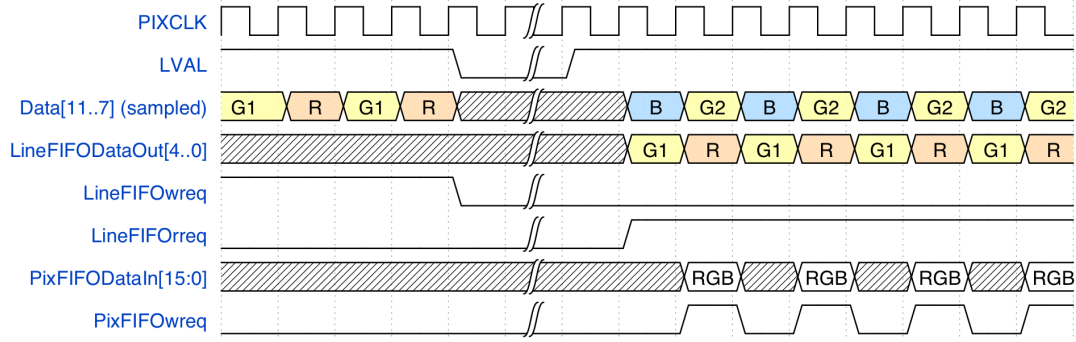 PIXCLK
LVAL
Data[11..7] (sampled) G1 R G1 R B G2 B G2 B G2 B G2
LineFIFODataOut[4..0] G1 R G1 R G1 R G1 R
LineFIFOwreq
LineFIFOrreq
PixFIFODataIn[15:0] RGB RGB RGB RGB
PixFIFOwreq